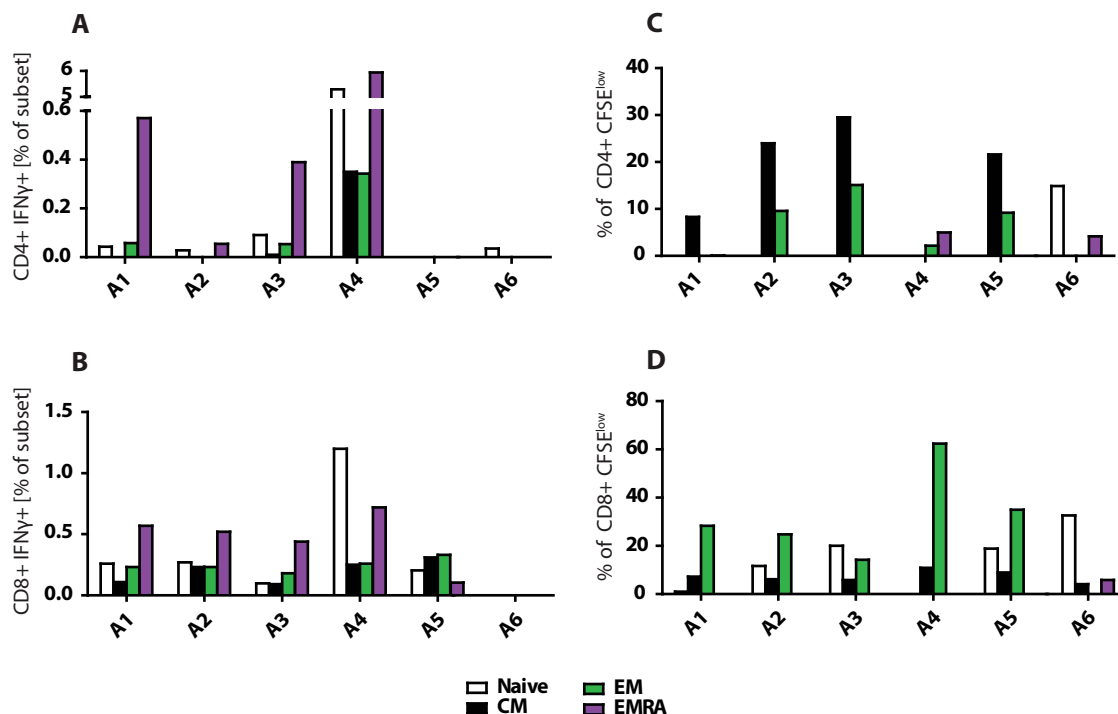 A
CD4+ IFNγ+ [% of subset]
6
5
0.6
0.4
0.2
0.0
A1 A2 A3 A4 A5 A6
C
% of CD4+ CFSElow
40
30
20
10
0
A1 A2 A3 A4 A5 A6
B
CD8+ IFNγ+ [% of subset]
1.5
1.0
0.5
0.0
A1 A2 A3 A4 A5 A6
D
% of CD8+ CFSElow
80
60
40
20
0
A1 A2 A3 A4 A5 A6
Naive EM
CM EMRA